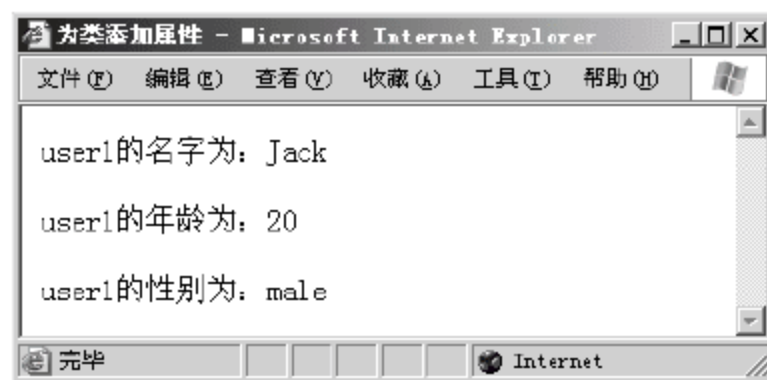 为类添加属性 - Microsoft Internet Explorer
文件(F) 编辑(E) 查看(V) 收藏(A) 工具(T) 帮助(H)
user1的名字为：Jack
user1的年龄为：20
user1的性别为：male
完毕 Internet